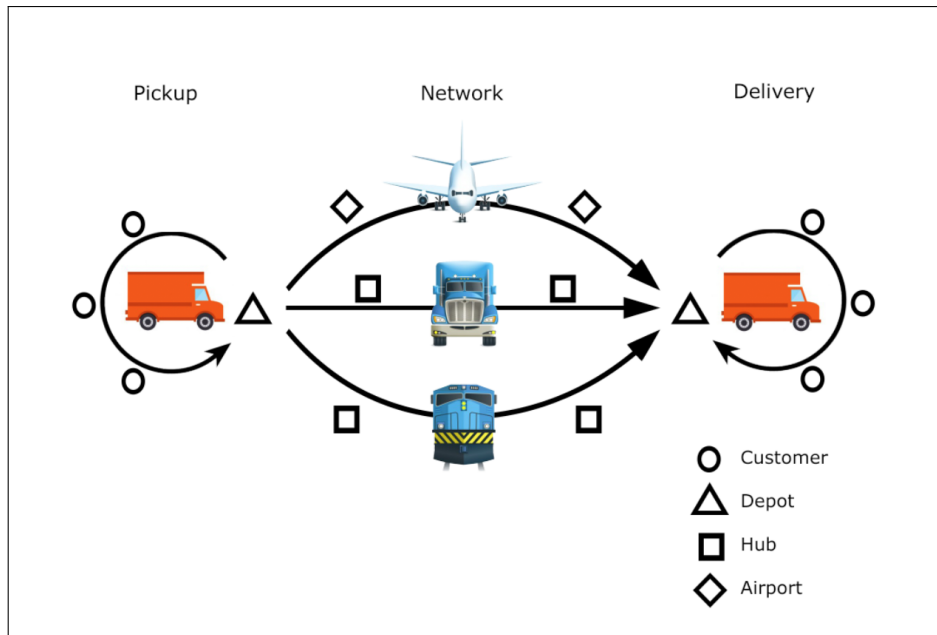 Pickup
Network
Delivery
Customer
Depot
Hub
Airport